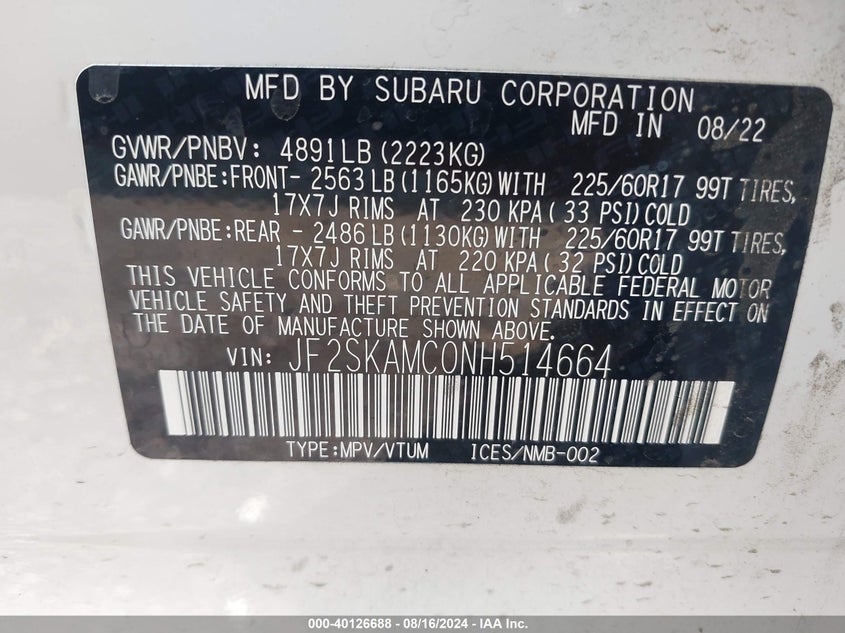 MFD BY SUBARU CORPORATION
MFD IN 08/22
GVWR/PNBV: 4891LB (2223KG)
GAWR/PNBE:FRONT- 2563 LB (1165KG) WITH 225/60R17 99T TIRES,
17X7J RIMS AT 230 KPA ( 33 PSI) COLD
GAWR/PNBE:REAR - 2486 LB (1130KG) WITH 225/60R17 99T TIRES,
17X7J RIMS AT 220 KPA ( 32 PSI) COLD
THIS VEHICLE CONFORMS TO ALL APPLICABLE FEDERAL MOTOR
VEHICLE SAFETY AND THEFT PREVENTION STANDARDS IN EFFECT ON
THE DATE OF MANUFACTURE SHOWN ABOVE.
VIN: JF2SKAMC0NH514664
TYPE:MPV/VTUM ICES/NMB-002
000-40126688 - 08/16/2024 - IAA Inc.